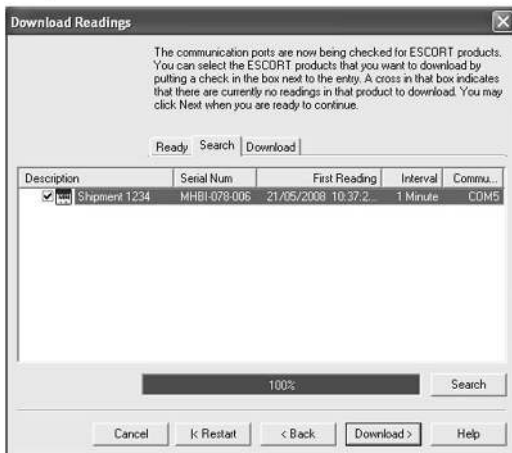 Download Readings
The communication ports are now being checked for ESCORT products.
You can select the ESCORT products that you want to download by
putting a check in the box next to the entry. A cross in that box indicates
that there are currently no readings in that product to download. You may
click Next when you are ready to continue.
Ready Search Download
Description Serial Num First Reading Interval Commu...
Shipment 1234 MHBI-078-006 21/05/2008 10:37:2... 1 Minute COM5
100% Search
Cancel |< Restart < Back Download > Help